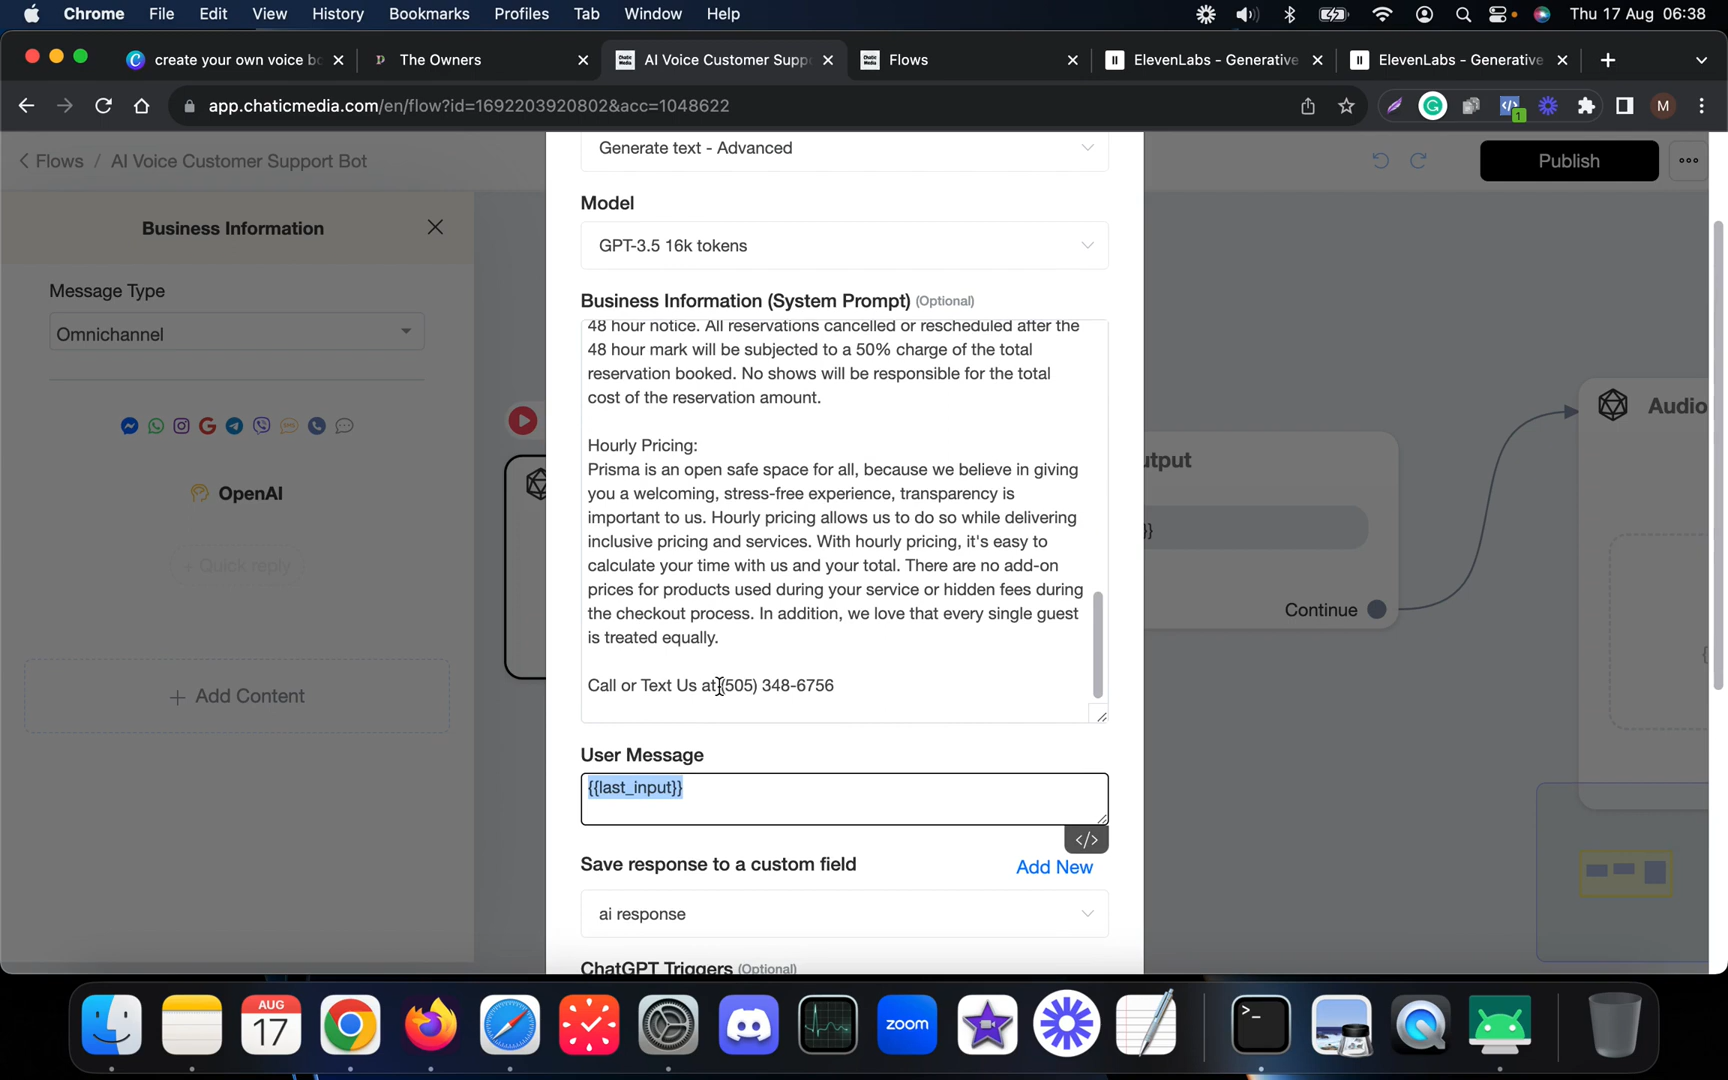 Chrome File Edit View History Bookmarks Profiles Tab Window Help Thu 17 Aug 06:38
create your own voice bo The Owners AI Voice Customer Supp Flows ElevenLabs - Generative ElevenLabs - Generative
app.chaticmedia.com/en/flow?id=1692203920802&acc=1048622
M
1
Flows / AI Voice Customer Support Bot
Publish
Generate text - Advanced
Business Information
Model
GPT-3.5 16k tokens
Message Type
Omnichannel
Business Information (System Prompt) (Optional)
48 hour notice. All reservations cancelled or rescheduled after the
48 hour mark will be subjected to a 50% charge of the total
reservation booked. No shows will be responsible for the total
cost of the reservation amount.
Hourly Pricing:
Prisma is an open safe space for all, because we believe in giving
you a welcoming, stress-free experience, transparency is
important to us. Hourly pricing allows us to do so while delivering
inclusive pricing and services. With hourly pricing, it's easy to
calculate your time with us and your total. There are no add-on
prices for products used during your service or hidden fees during
the checkout process. In addition, we love that every single guest
is treated equally.
Call or Text Us at (505) 348-6756
OpenAI
+ Quick reply
+ Add Content
Audio
utput
}}
Continue
User Message
{{last_input}}
</>
Save response to a custom field
Add New
ai response
ChatGPT Triggers (Optional)
AUG
17
zoom